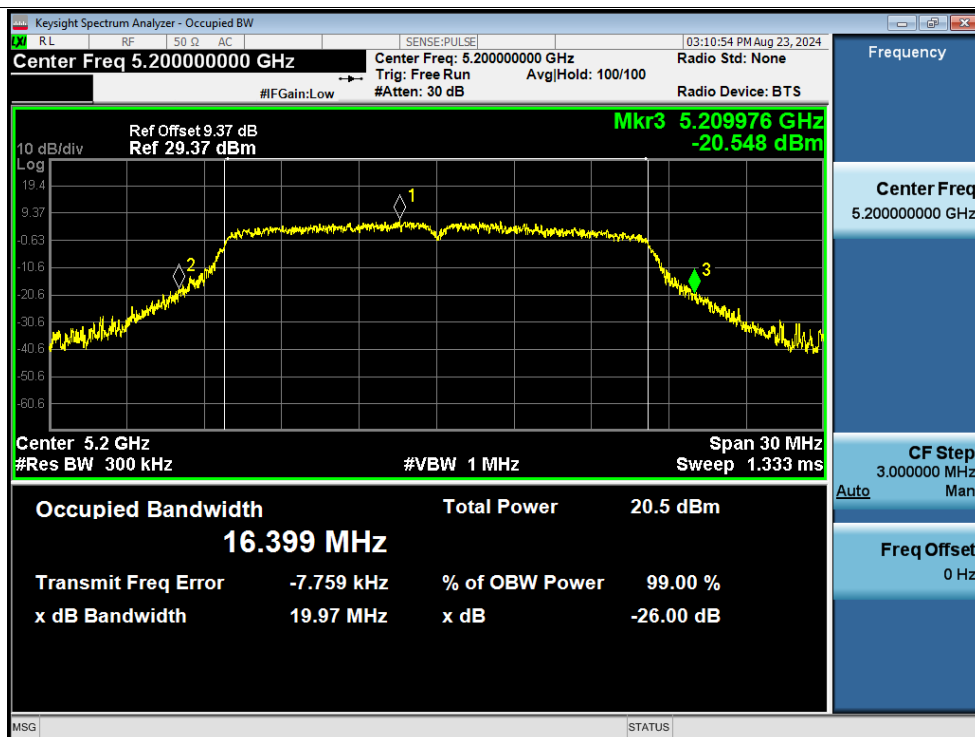 Keysight Spectrum Analyzer - Occupied BW
LXI RL RF 50 Ω AC SENSE:PULSE 03:10:54 PM Aug 23, 2024
Center Freq 5.200000000 GHz
#IFGain:Low
Center Freq: 5.200000000 GHz
Trig: Free Run Avg|Hold: 100/100
#Atten: 30 dB
Radio Std: None
Radio Device: BTS
Mkr3 5.209976 GHz
-20.548 dBm
Ref Offset 9.37 dB
10 dB/div Ref 29.37 dBm
Log
19.4
9.37
-0.63
-10.6
-20.6
-30.6
-40.6
-50.6
-60.6
1
2
3
Center 5.2 GHz Span 30 MHz
#Res BW 300 kHz #VBW 1 MHz Sweep 1.333 ms
Occupied Bandwidth Total Power 20.5 dBm
16.399 MHz
Transmit Freq Error -7.759 kHz % of OBW Power 99.00 %
x dB Bandwidth 19.97 MHz x dB -26.00 dB
MSG STATUS
Frequency
Center Freq
5.200000000 GHz
CF Step
3.000000 MHz
Auto Man
Freq Offset
0 Hz